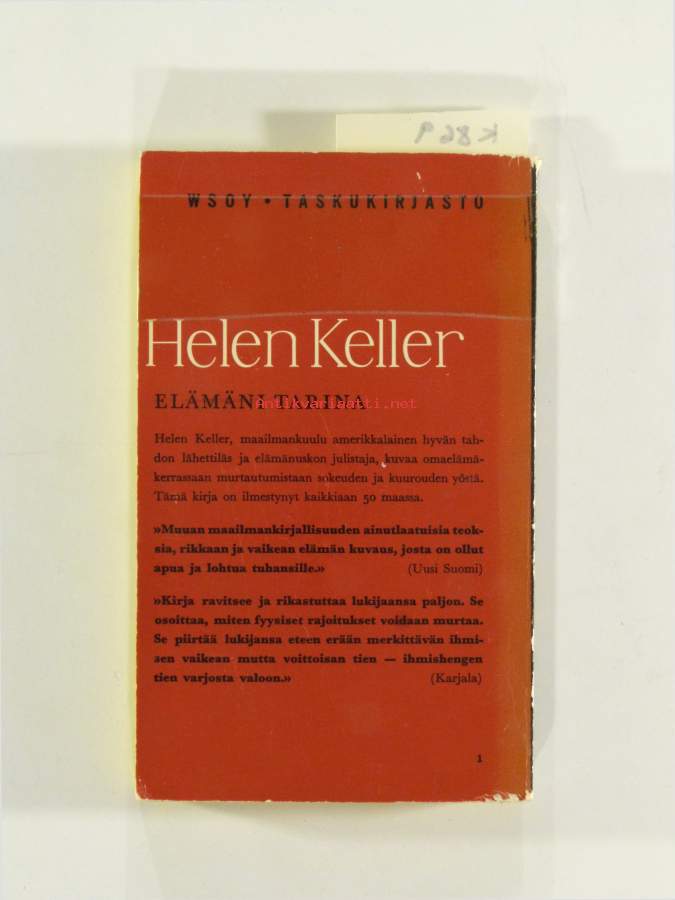 K 869
WSOY • TASKUKIRJASTO
Helen Keller
ELÄMÄNI TARINA
Antikvariaatti.net
Helen Keller, maailmankuulu amerikkalainen hyvän tah-
don lähettiläs ja elämänuskon julistaja, kuvaa omaelämä-
kerrassaan murtautumistaan sokeuden ja kuurouden yöstä.
Tämä kirja on ilmestynyt kaikkiaan 50 maassa.
»Muuan maailmankirjallisuuden ainutlaatuisia teok-
sia, rikkaan ja vaikean elämän kuvaus, josta on ollut
apua ja lohtua tuhansille.» (Uusi Suomi)
»Kirja ravitsee ja rikastuttaa lukijaansa paljon. Se
osoittaa, miten fyysiset rajoitukset voidaan murtaa.
Se piirtää lukijansa eteen erään merkittävän ihmi-
sen vaikean mutta voittoisan tien — ihmishengen
tien varjosta valoon.» (Karjala)
1